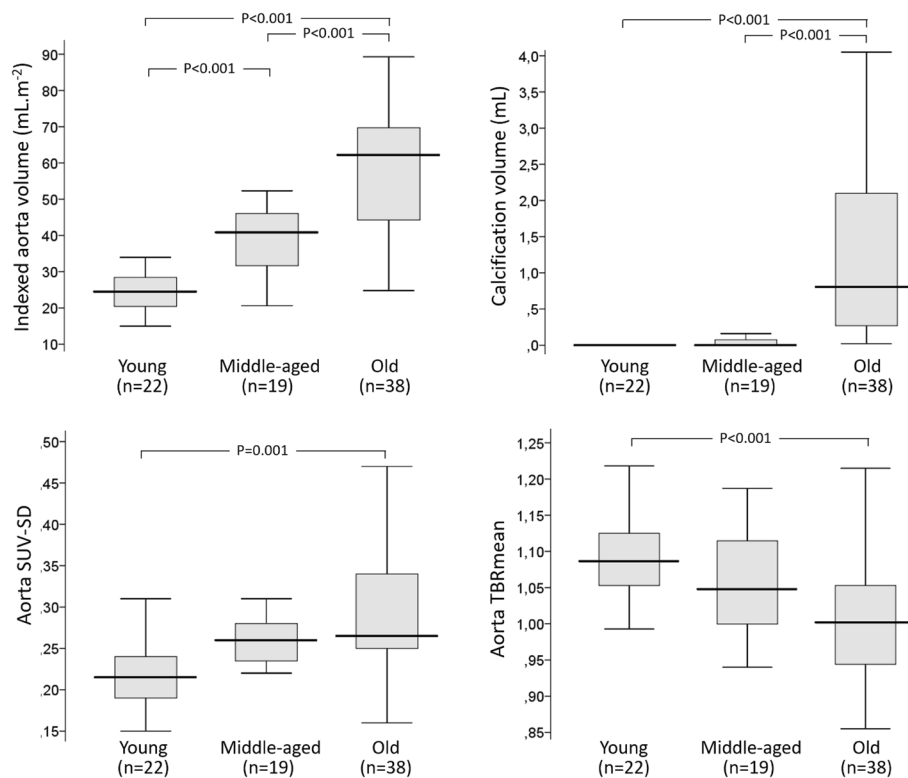 P<0.001
P<0.001
P<0.001
Indexed aorta volume (mL.m-2)
90
80
70
60
50
40
30
20
10
Young
(n=22)
Middle-aged
(n=19)
Old
(n=38)
P<0.001
P<0.001
Calcification volume (mL)
4,0
3,5
3,0
2,5
2,0
1,5
1,0
,5
,0
Young
(n=22)
Middle-aged
(n=19)
Old
(n=38)
P=0.001
Aorta SUV-SD
,50
,45
,40
,35
,30
,25
,20
,15
Young
(n=22)
Middle-aged
(n=19)
Old
(n=38)
P<0.001
Aorta TBRmean
1,25
1,20
1,15
1,10
1,05
1,00
,95
,90
,85
Young
(n=22)
Middle-aged
(n=19)
Old
(n=38)